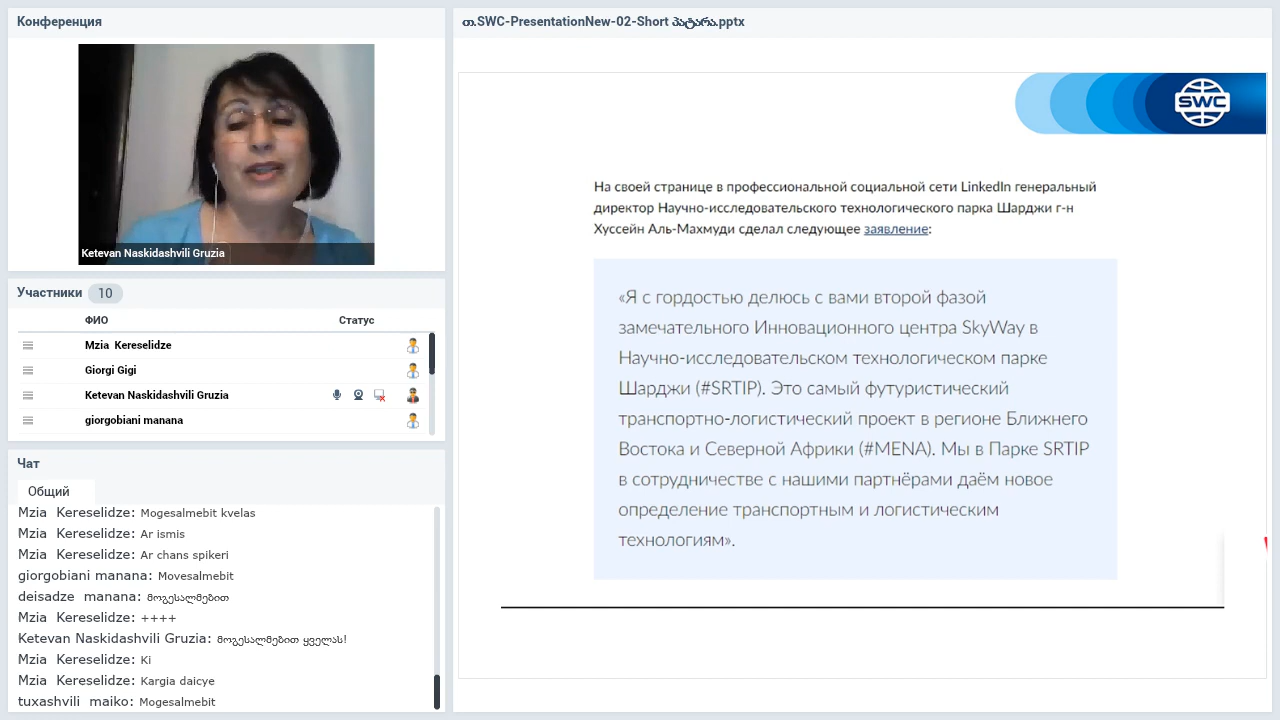 Конференция
Ketevan Naskidashvili Gruzia
Участники 10
ФИО Статус
Mzia Kereselidze
Giorgi Gigi
Ketevan Naskidashvili Gruzia
giorgobiani manana
Чат
Общий
Mzia Kereselidze: Mogesalmebit kvelas
Mzia Kereselidze: Ar ismis
Mzia Kereselidze: Ar chans spikeri
giorgobiani manana: Movesalmebit
deisadze manana: მოგესალმებით
Mzia Kereselidze: ++++
Ketevan Naskidashvili Gruzia: მოგესალმებით ყველას!
Mzia Kereselidze: Ki
Mzia Kereselidze: Kargia daicye
tuxashvili maiko: Mogesalmebit
თ.SWC-PresentationNew-02-Short პატარა.pptx
SWC
На своей странице в профессиональной социальной сети LinkedIn генеральный
директор Научно-исследовательского технологического парка Шарджи г-н
Хуссейн Аль-Махмуди сделал следующее заявление:
«Я с гордостью делюсь с вами второй фазой
замечательного Инновационного центра SkyWay в
Научно-исследовательском технологическом парке
Шарджи (#SRTIP). Это самый футуристический
транспортно-логистический проект в регионе Ближнего
Востока и Северной Африки (#MENA). Мы в Парке SRTIP
в сотрудничестве с нашими партнёрами даём новое
определение транспортным и логистическим
технологиям».